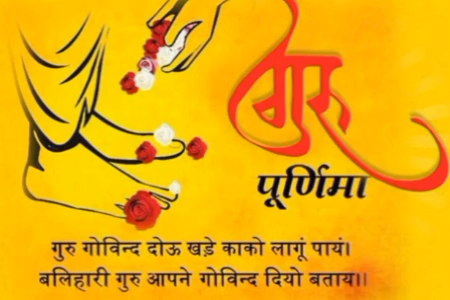 गुरु
पूर्णिमा
गुरु गोविन्द दोऊ खड़े काको लागूं पायं।
बलिहारी गुरु आपने गोविन्द दियो बताय।।